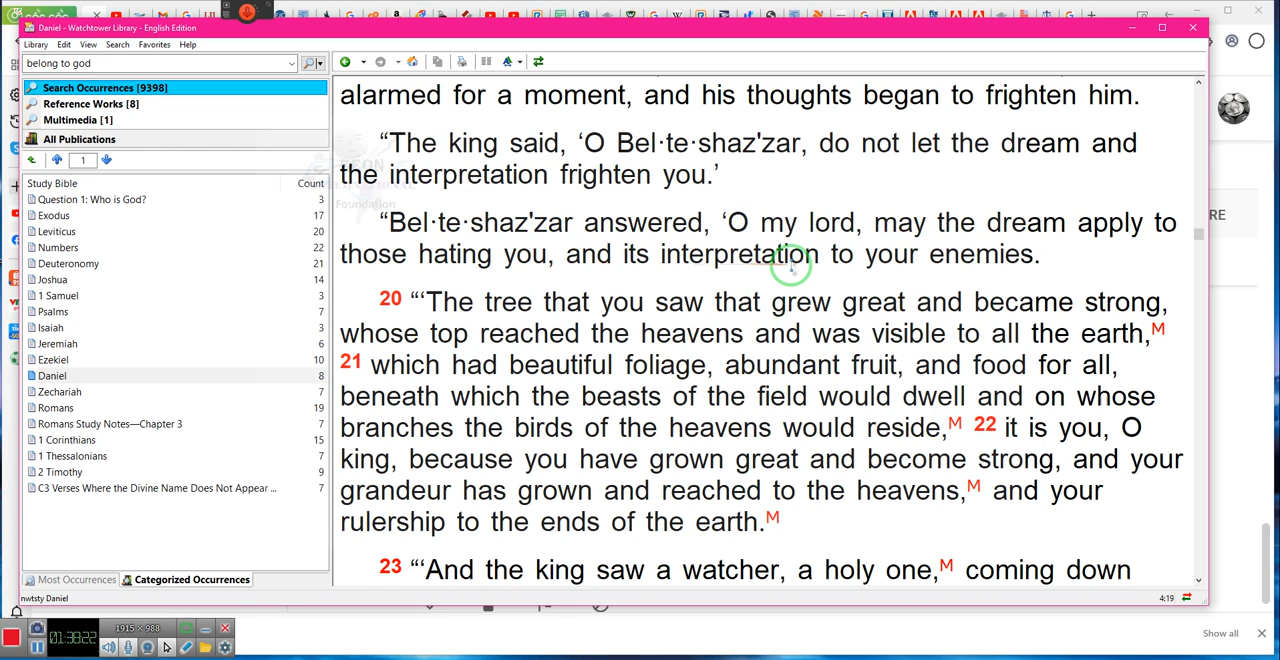 Daniel - Watchtower Library - English Edition
Library Edit View Search Favorites Help
belong to god
Search Occurrences [9398]
Reference Works [8]
Multimedia [1]
All Publications
1
Study Bible Count
Question 1: Who is God? 3
Exodus 17
Leviticus 20
Numbers 22
Deuteronomy 21
Joshua 14
1 Samuel 3
Psalms 7
Isaiah 3
Jeremiah 6
Ezekiel 10
Daniel 8
Zechariah 7
Romans 19
Romans Study Notes—Chapter 3 7
1 Corinthians 15
1 Thessalonians 7
2 Timothy 9
C3 Verses Where the Divine Name Does Not Appear ... 7
Most Occurrences Categorized Occurrences
nwtsty Daniel
alarmed for a moment, and his thoughts began to frighten him.
“The king said, ‘O Bel·te·shaz'zar, do not let the dream and
the interpretation frighten you.’
“Bel·te·shaz'zar answered, ‘O my lord, may the dream apply to
those hating you, and its interpretation to your enemies.
20 “‘The tree that you saw that grew great and became strong,
whose top reached the heavens and was visible to all the earth,M
21 which had beautiful foliage, abundant fruit, and food for all,
beneath which the beasts of the field would dwell and on whose
branches the birds of the heavens would reside,M 22 it is you, O
king, because you have grown great and become strong, and your
grandeur has grown and reached to the heavens,M and your
rulership to the ends of the earth.M
23 “‘And the king saw a watcher, a holy one,M coming down
4:19
Foundation
RE
Show all
01:38:22
1915 × 988